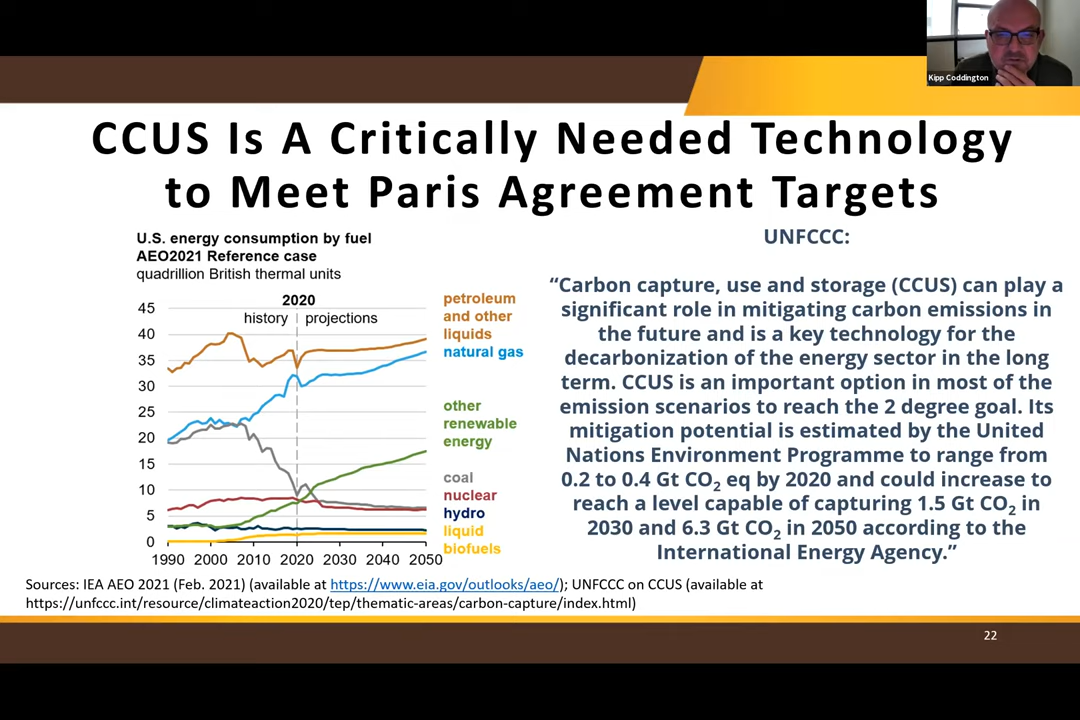 Kipp Coddington
CCUS Is A Critically Needed Technology
to Meet Paris Agreement Targets
U.S. energy consumption by fuel
AEO2021 Reference case
quadrillion British thermal units
2020
history
projections
45
40
35
30
25
20
15
10
5
0
1990
2000
2010
2020
2030
2040
2050
petroleum
and other
liquids
natural gas
other
renewable
energy
coal
nuclear
hydro
liquid
biofuels
UNFCCC:
“Carbon capture, use and storage (CCUS) can play a
significant role in mitigating carbon emissions in
the future and is a key technology for the
decarbonization of the energy sector in the long
term. CCUS is an important option in most of the
emission scenarios to reach the 2 degree goal. Its
mitigation potential is estimated by the United
Nations Environment Programme to range from
0.2 to 0.4 Gt CO₂ eq by 2020 and could increase to
reach a level capable of capturing 1.5 Gt CO₂ in
2030 and 6.3 Gt CO₂ in 2050 according to the
International Energy Agency.”
Sources: IEA AEO 2021 (Feb. 2021) (available at https://www.eia.gov/outlooks/aeo/); UNFCCC on CCUS (available at
https://unfccc.int/resource/climateaction2020/tep/thematic-areas/carbon-capture/index.html)
22